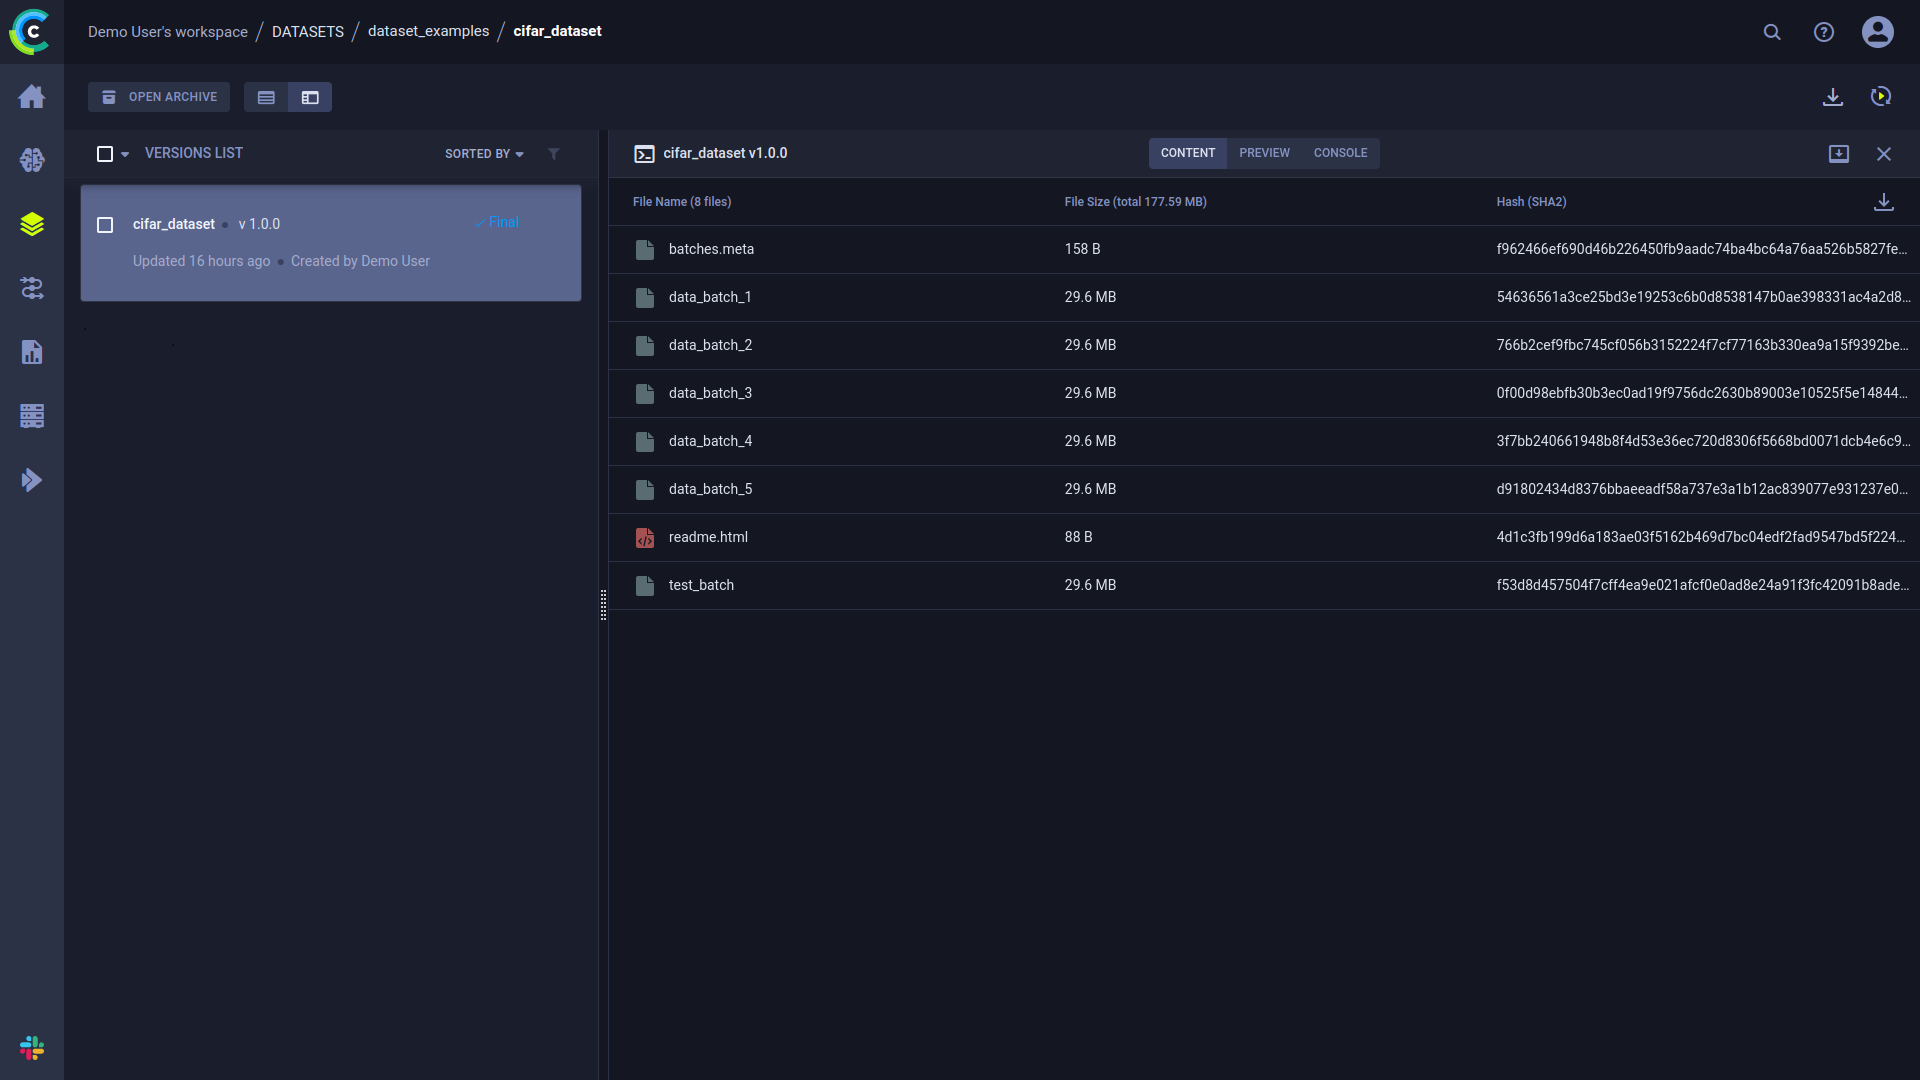 Demo User's workspace / DATASETS / dataset_examples / cifar_dataset
OPEN ARCHIVE
VERSIONS LIST
SORTED BY
cifar_dataset • v 1.0.0
Final
Updated 16 hours ago • Created by Demo User
cifar_dataset v1.0.0
CONTENT PREVIEW CONSOLE
File Name (8 files) File Size (total 177.59 MB) Hash (SHA2)
batches.meta 158 B f962466ef690d46b226450fb9aadc74ba4bc64a76aa526b5827fe...
data_batch_1 29.6 MB 54636561a3ce25bd3e19253c6b0d8538147b0ae398331ac4a2d8...
data_batch_2 29.6 MB 766b2cef9fbc745cf056b3152224f7cf77163b330ea9a15f9392be...
data_batch_3 29.6 MB 0f00d98ebfb30b3ec0ad19f9756dc2630b89003e10525f5e14844...
data_batch_4 29.6 MB 3f7bb240661948b8f4d53e36ec720d8306f5668bd0071dcb4e6c9...
data_batch_5 29.6 MB d91802434d8376bbaeeadf58a737e3a1b12ac839077e931237e0...
readme.html 88 B 4d1c3fb199d6a183ae03f5162b469d7bc04edf2fad9547bd5f224...
test_batch 29.6 MB f53d8d457504f7cff4ea9e021afcf0e0ad8e24a91f3fc42091b8ade...